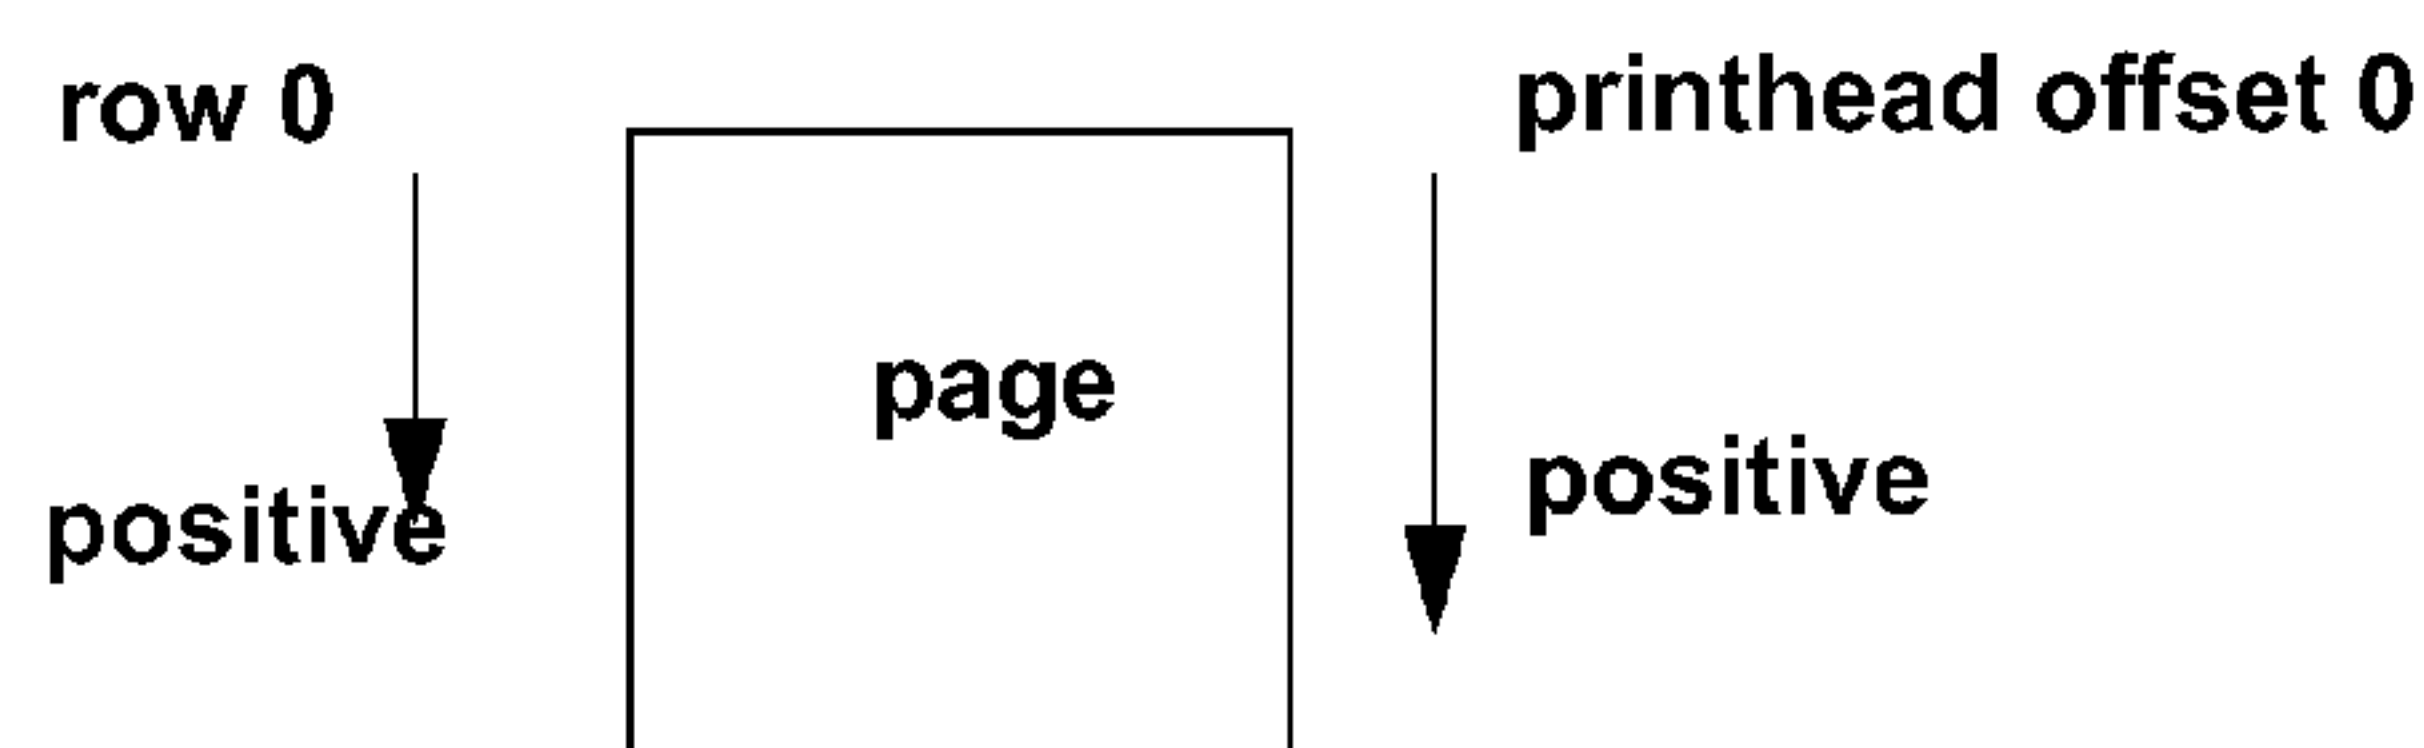 row 0
printhead offset 0
page
positive
positive